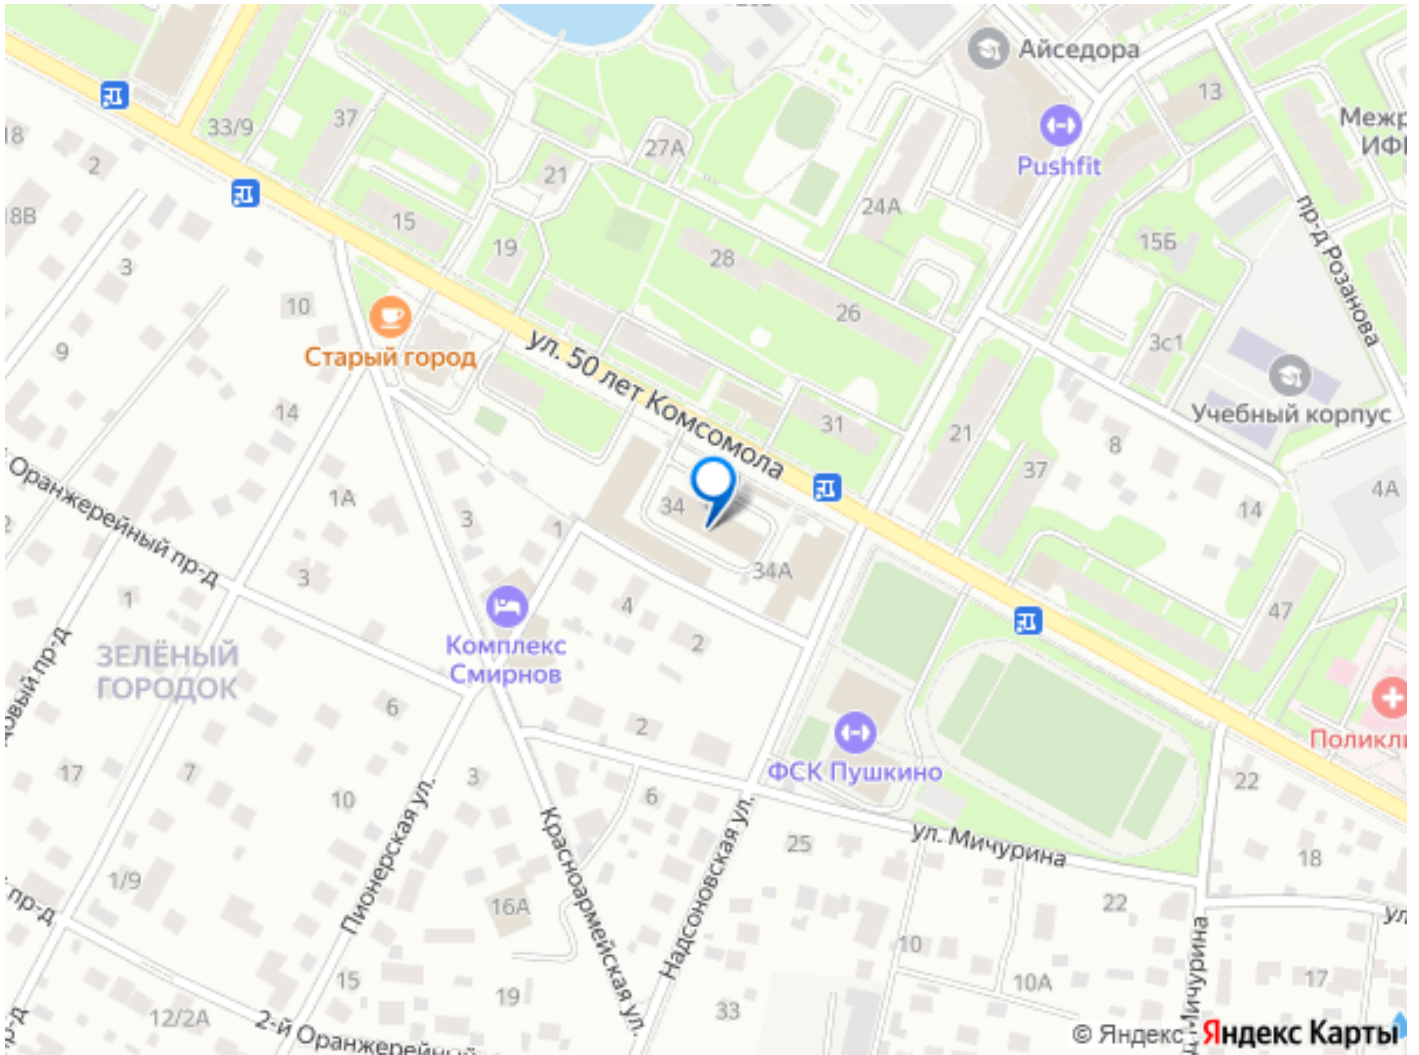 Айседора
13
Межр
ИФ
Pushfit
33/9
37
18
2
27А
21
24А
18В
15
19
28
15Б
пр-д Розанова
3
10
26
Старый город
ул. 50 лет Комсомола
3с1
9
Учебный корпус
14
31
21
37
8
Оранжерейный пр-д
1А
3
34
1
14
4А
34А
3
1
4
2
47
Комплекс
Смирнов
ЗЕЛЁНЫЙ
ГОРОДОК
6
2
ФСК Пушкино
Поликли
17
7
10
3
6
22
Пионерская ул.
Красноармейская ул.
Надсоновская ул.
25
ул. Мичурина
18
1/9
16А
22
ул
пр-д
10
10А
17
15
19
33
Мичурина
12/2А
2-й Оранжерейный
© Яндекс Яндекс Карты